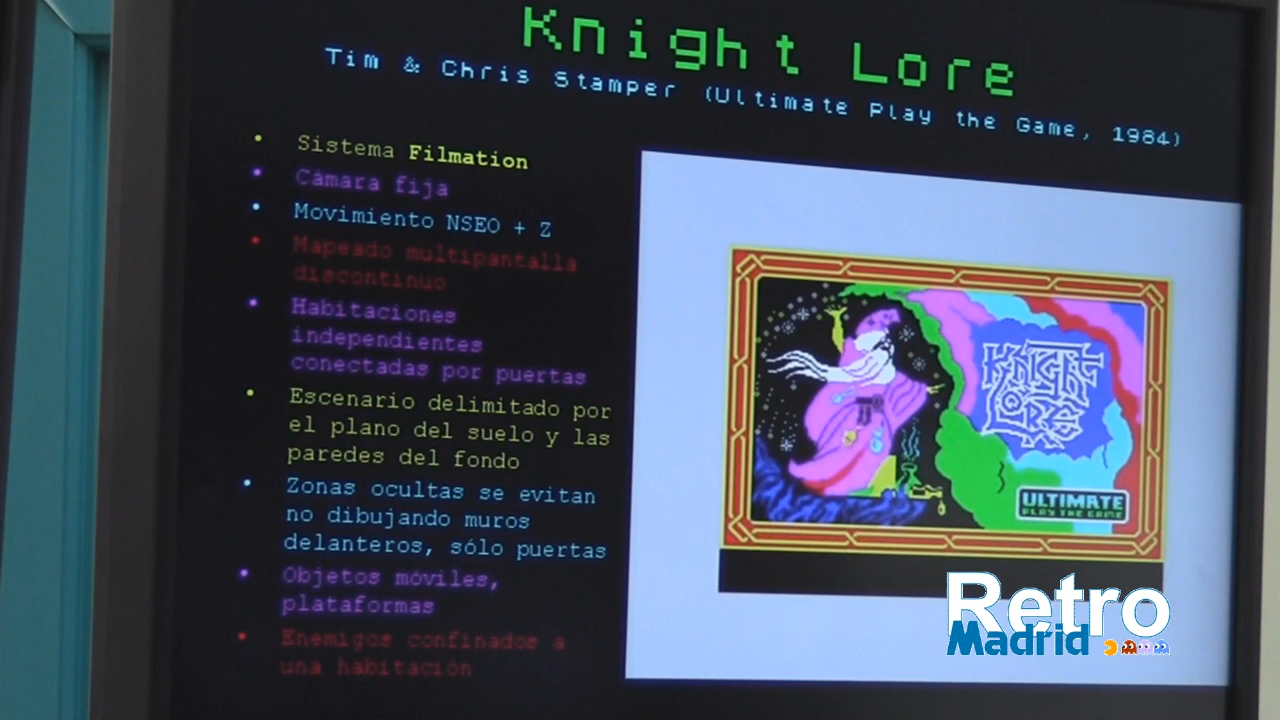 Knight Lore
Tim & Chris Stamper (Ultimate Play the Game, 1984)
• Sistema Filmation
• Cámara fija
• Movimiento NSEO + Z
• Mapeado multipantalla
discontinuo
• Habitaciones
independientes
conectadas por puertas
• Escenario delimitado por
el plano del suelo y las
paredes del fondo
• Zonas ocultas se evitan
no dibujando muros
delanteros, sólo puertas
• Objetos móviles,
plataformas
• Enemigos confinados a
una habitación
KNIGHT
LORE
ULTIMATE
PLAY THE GAME
Retro
Madrid